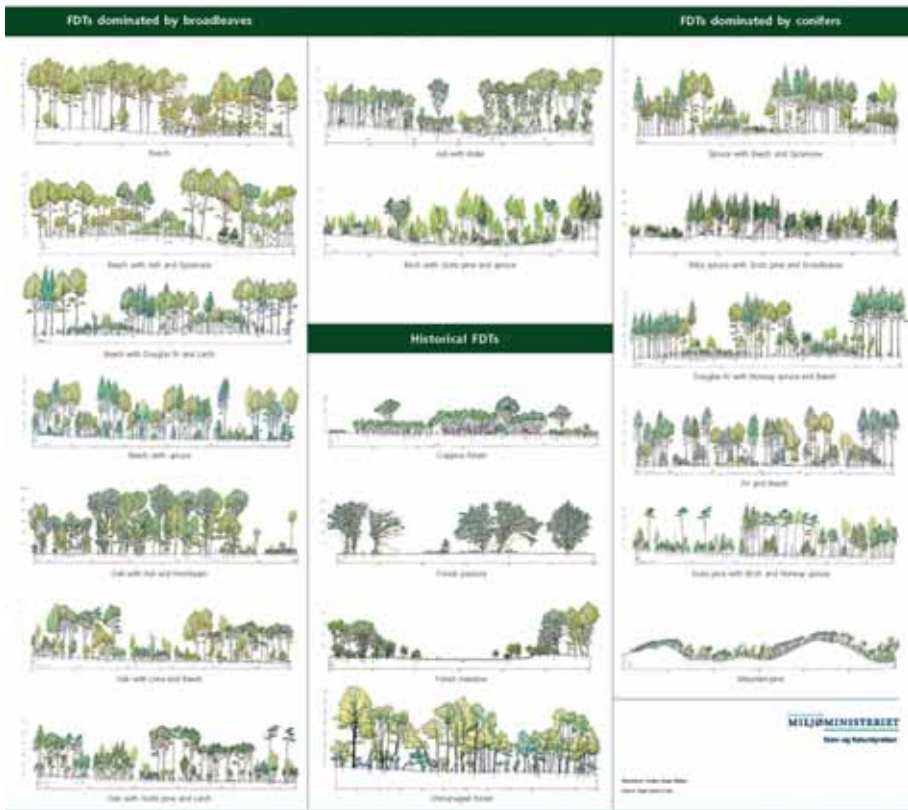 FDTs dominated by broadleaves
Beech
Beech with Ash and Sycamore
Beech with Douglas fir and Larch
Beech with spruce
Oak with Ash and Hornbeam
Oak with Lime and Beech
Oak with Scots pine and Larch
Ash with Alder
Birch with Scots pine and spruce
Historical FDTs
Coppice forest
Forest pasture
Forest meadow
Unmanaged forest
FDTs dominated by conifers
Spruce with Beech and Sycamore
Sitka spruce with Scots pine and broadleaves
Douglas fir with Norway spruce and Beech
Fir and Beech
Scots pine with Birch and Norway spruce
Mountain pine
MILJØMINISTERIET
Skov- og Naturstyrelsen